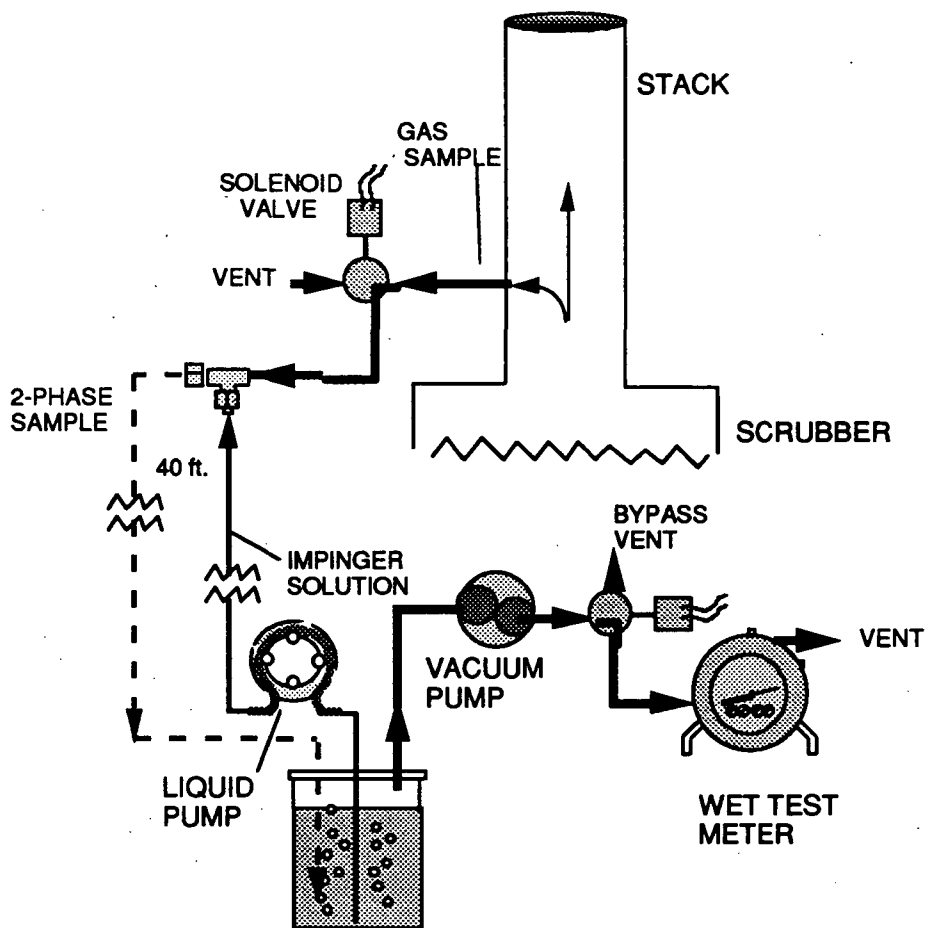 STACK
GAS
SAMPLE
SOLENOID
VALVE
VENT
2-PHASE
SAMPLE
SCRUBBER
40 ft.
BYPASS
VENT
IMPINGER
SOLUTION
VACUUM
PUMP
VENT
LIQUID
PUMP
WET TEST
METER